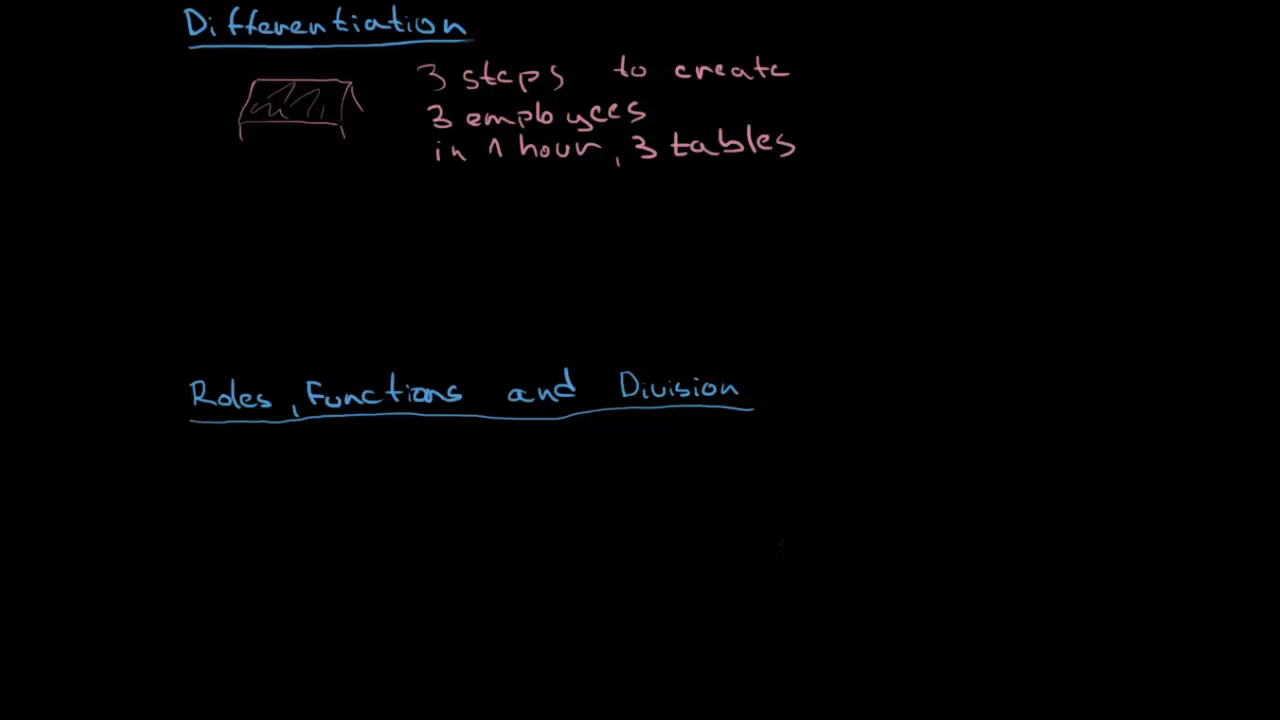 Differentiation
3 steps to create
3 employees
in 1 hour, 3 tables
Roles, Functions and Division